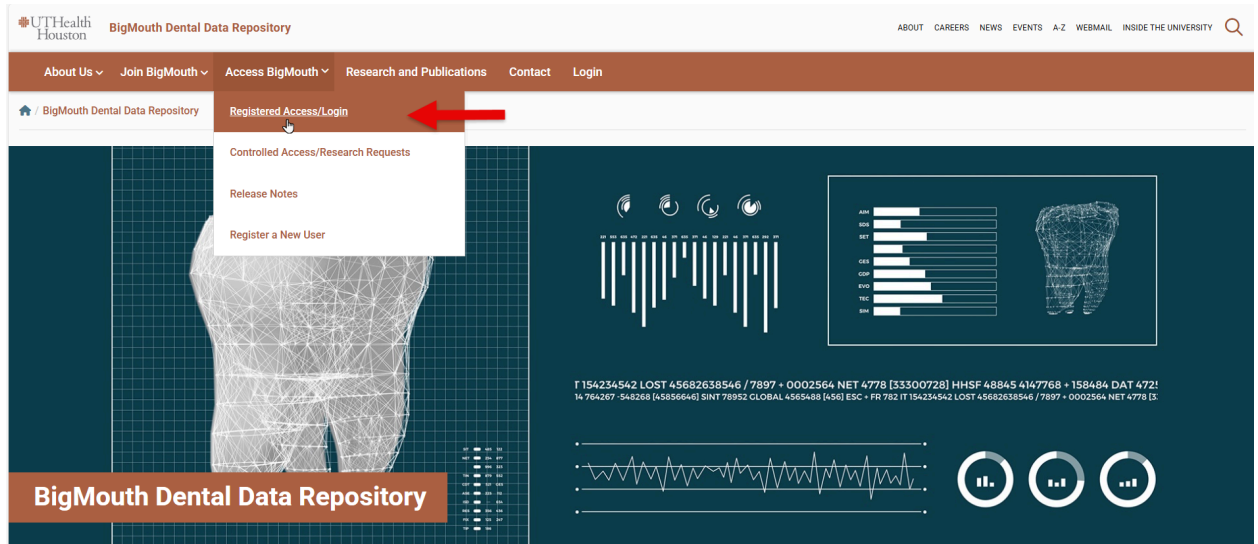 UTHealth
Houston
BigMouth Dental Data Repository
ABOUT CAREERS NEWS EVENTS A-Z WEBMAIL INSIDE THE UNIVERSITY
About Us Join BigMouth Access BigMouth Research and Publications Contact Login
/ BigMouth Dental Data Repository
Registered Access/Login
Controlled Access/Research Requests
Release Notes
Register a New User
AIM
SDS
SET
GES
GDP
EVO
TEC
SIM
T 154234542 LOST 45682638546 / 7897 + 0002564 NET 4778 [33300728] HHSF 48845 4147768 + 158484 DAT 472
14 764267 -548268 [45856646] SINT 78952 GLOBAL 4565488 [456] ESC + FR 782 IT 154234542 LOST 45682638546 / 7897 + 0002564 NET 4778
BigMouth Dental Data Repository